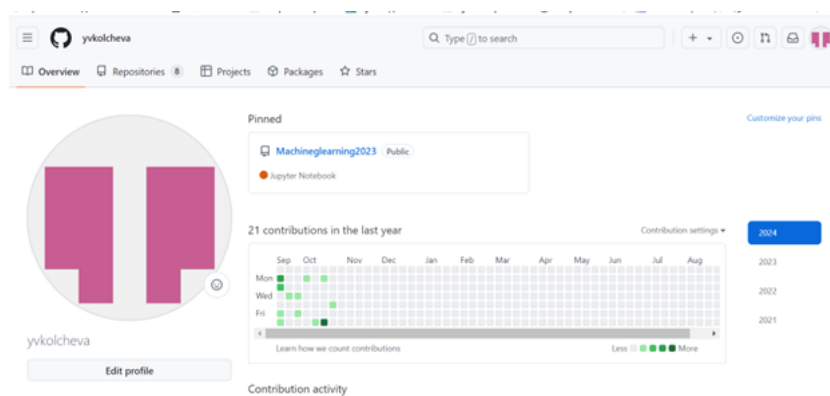 yvkolcheva
Type / to search
Overview Repositories 8 Projects Packages Stars
Pinned
Customize your pins
Machineglearning2023 Public
Jupyter Notebook
21 contributions in the last year
Contribution settings
2024
2023
2022
2021
Sep Oct Nov Dec Jan Feb Mar Apr May Jun Jul Aug
Mon
Wed
Fri
Learn how we count contributions
Less More
yvkolcheva
Edit profile
Contribution activity